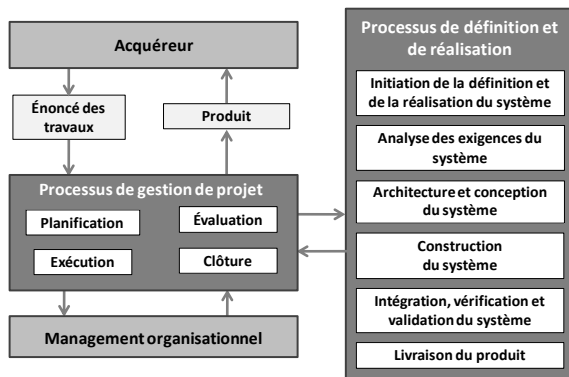 Acquéreur
Énoncé des
travaux
Produit
Processus de gestion de projet
Planification
Évaluation
Exécution
Clôture
Management organisationnel
Processus de définition et
de réalisation
Initiation de la définition et
de la réalisation du système
Analyse des exigences du
système
Architecture et conception
du système
Construction
du système
Intégration, vérification et
validation du système
Livraison du produit